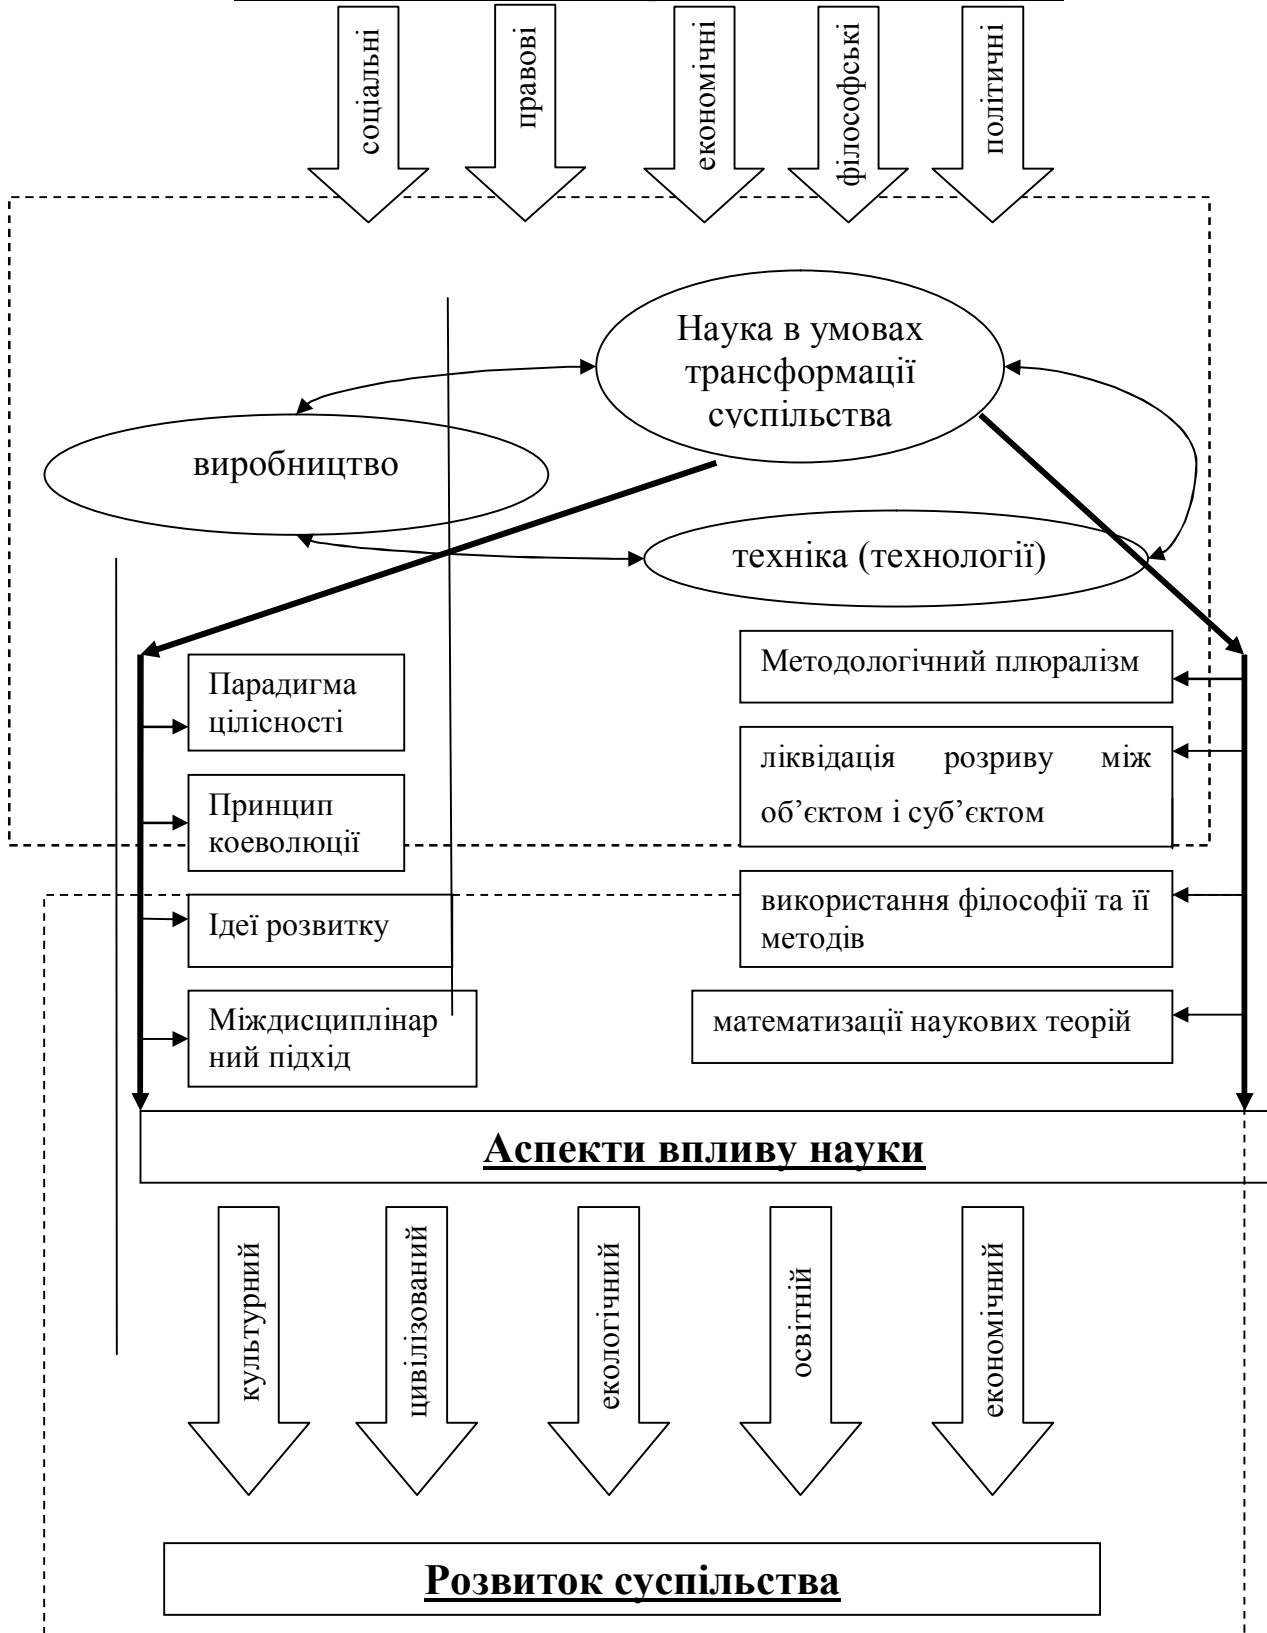 соціальні
правові
економічні
філософські
політичні
Наука в умовах
трансформації
суспільства
виробництво
техніка (технології)
Парадигма
цілісності
Принцип
коеволюції
Ідеї розвитку
Міждисциплінар
ний підхід
Методологічний плюралізм
ліквідація розриву між
об’єктом і суб’єктом
використання філософії та її
методів
математизації наукових теорій
Аспекти впливу науки
культурний
цивілізований
екологічний
освітній
економічний
Розвиток суспільства